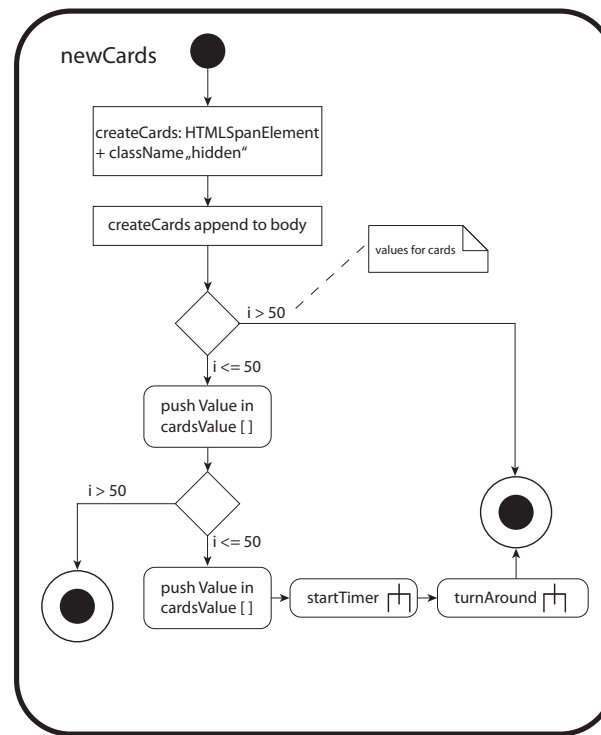 newCards
createCards: HTMLSpanElement
+ className „hidden“
createCards append to body
values for cards
i > 50
i <= 50
push Value in
cardsValue [ ]
i > 50
i <= 50
push Value in
cardsValue [ ]
startTimer
turnAround